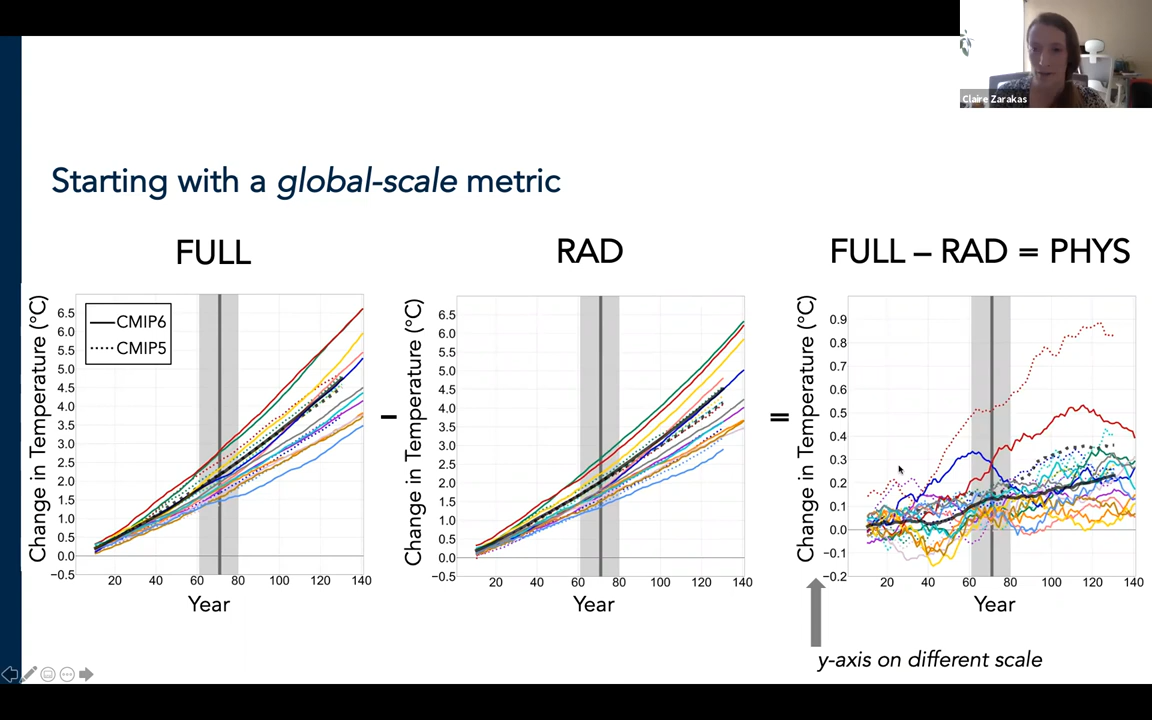 Claire Zarakas
Starting with a global-scale metric
FULL
RAD
FULL – RAD = PHYS
Change in Temperature (°C)
6.5
6.0
5.5
5.0
4.5
4.0
3.5
3.0
2.5
2.0
1.5
1.0
0.5
0.0
−0.5
CMIP6
CMIP5
20 40 60 80 100 120 140
Year
–
Change in Temperature (°C)
6.5
6.0
5.5
5.0
4.5
4.0
3.5
3.0
2.5
2.0
1.5
1.0
0.5
0.0
−0.5
20 40 60 80 100 120 140
Year
=
Change in Temperature (°C)
0.9
0.8
0.7
0.6
0.5
0.4
0.3
0.2
0.1
0.0
−0.1
−0.2
20 40 60 80 100 120 140
Year
y-axis on different scale